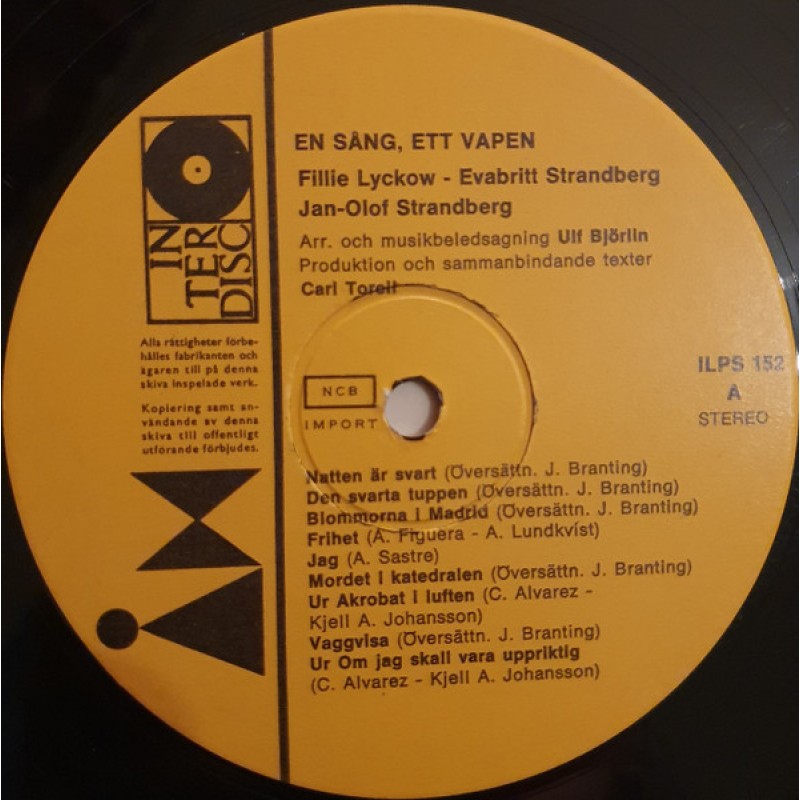 IN
TER
DISC
EN SÅNG, ETT VAPEN
Fillie Lyckow - Evabritt Strandberg
Jan-Olof Strandberg
Arr. och musikbeledsagning Ulf Björlin
Produktion och sammanbindande texter
Carl Torell
Alla rättigheter förbe-
hålles fabrikanten och
ägaren till på denna
skiva inspelade verk.
Kopiering samt an-
vändande av denna
skiva till offentligt
utförande förbjudes.
NCB
IMPORT
ILPS 152
A
STEREO
Natten är svart (Översättn. J. Branting)
Den svarta tuppen (Översättn. J. Branting)
Blommorna i Madrid (Översättn. J. Branting)
Frihet (A. Figuera - A. Lundkvist)
Jag (A. Sastre)
Mordet i katedralen (Översättn. J. Branting)
Ur Akrobat i luften (C. Alvarez -
Kjell A. Johansson)
Vaggvisa (Översättn. J. Branting)
Ur Om jag skall vara uppriktig
(C. Alvarez - Kjell A. Johansson)